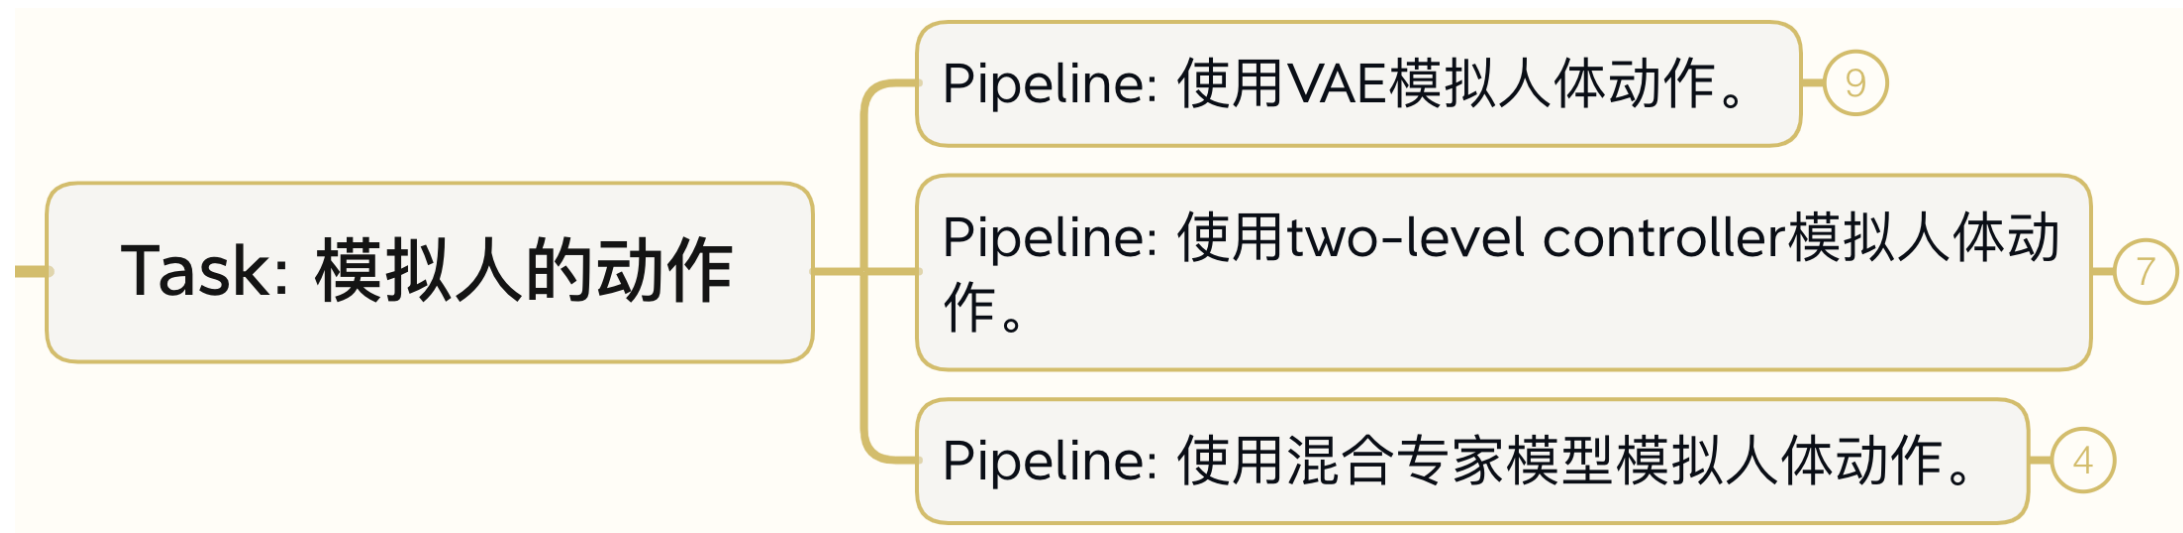 Pipeline: 使用VAE模拟人体动作。
9
Task: 模拟人的动作
Pipeline: 使用two-level controller模拟人体动
作。
7
Pipeline: 使用混合专家模型模拟人体动作。
4